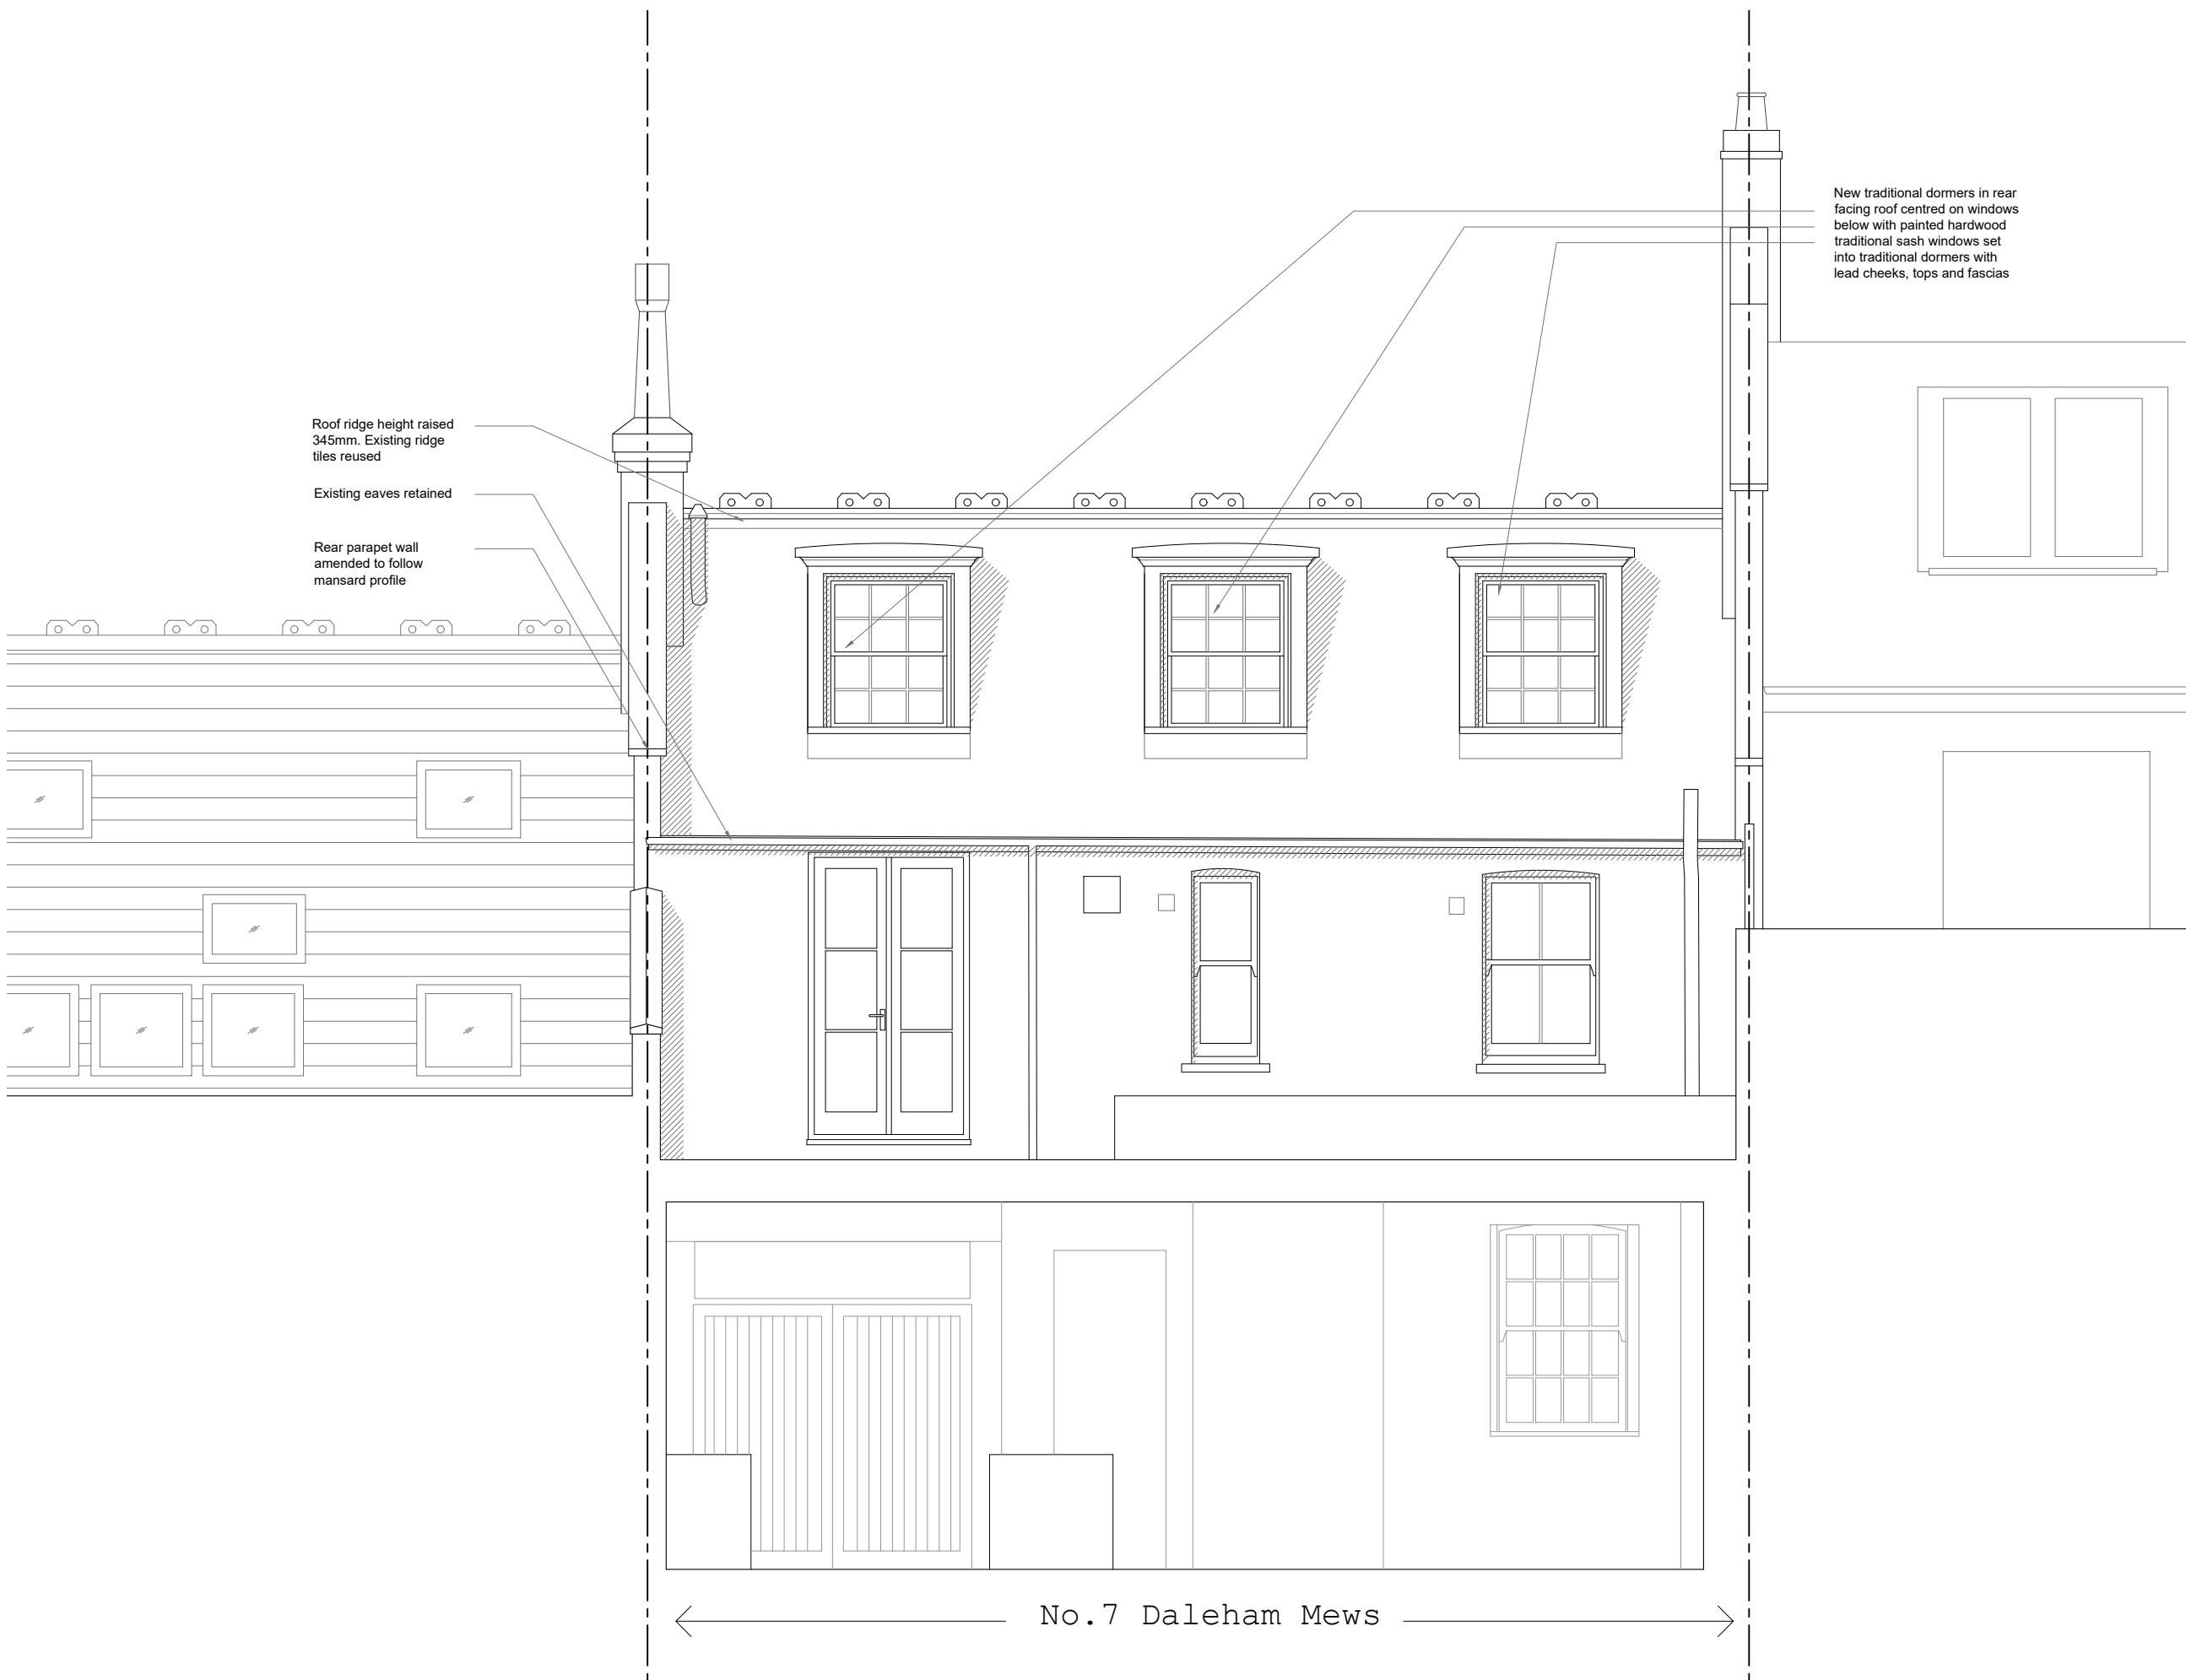 New traditional dormers in rear
facing roof centred on windows
below with painted hardwood
traditional sash windows set
into traditional dormers with
lead cheeks, tops and fascias
Roof ridge height raised
345mm. Existing ridge
tiles reused
Existing eaves retained
Rear parapet wall
amended to follow
mansard profile
No.7 Daleham Mews